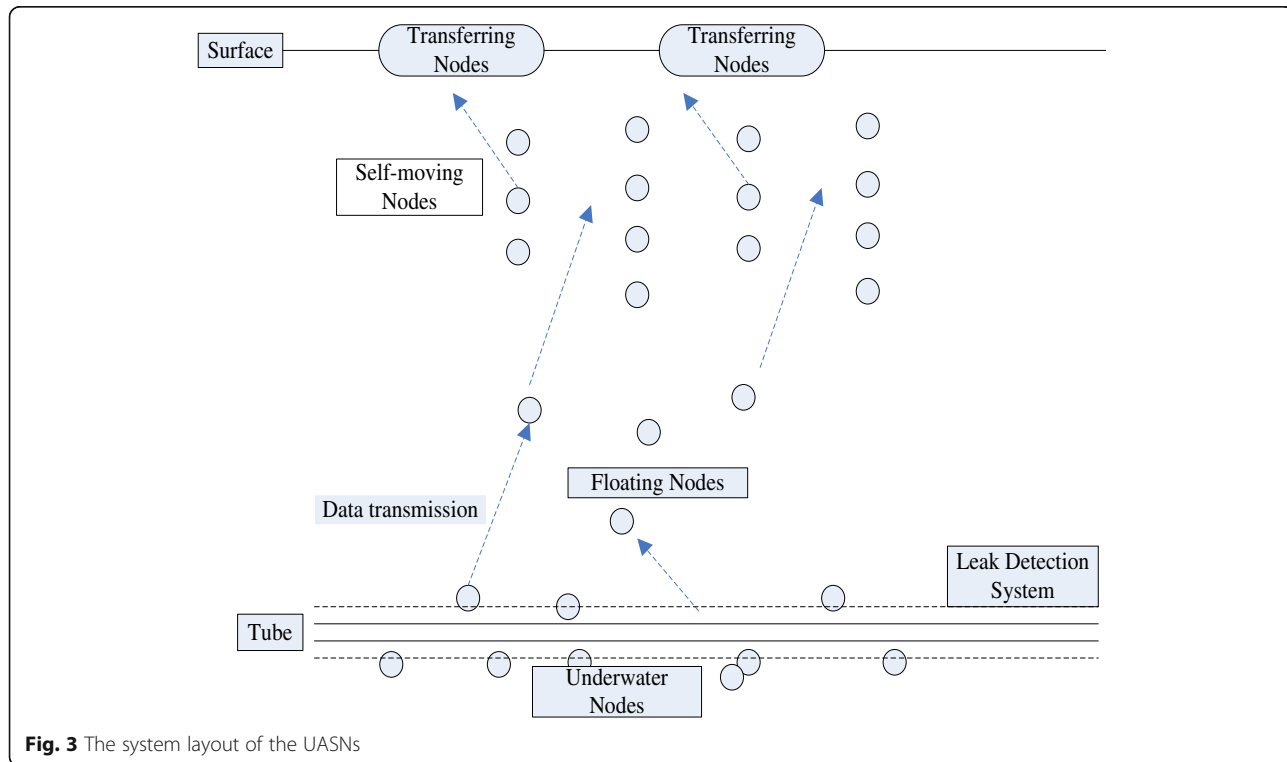 Surface
Transferring
Nodes
Transferring
Nodes
Self-moving
Nodes
Floating Nodes
Data transmission
Leak Detection
System
Tube
Underwater
Nodes
Fig. 3 The system layout of the UASNs